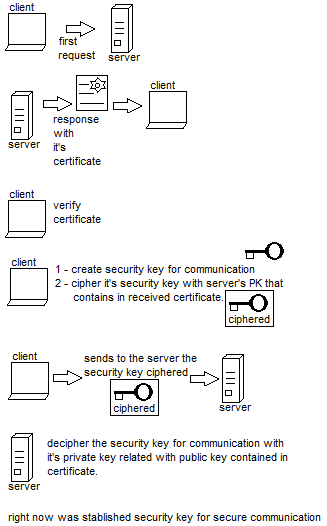 client
first
request
server
client
response
with
it's
certificate
server
client
verify
certificate
client
1 - create security key for communication
2 - cipher it's security key with server's PK that
contains in received certificate.
ciphered
client
sends to the server the
security key ciphered
ciphered
server
decipher the security key for communication with
it's private key related with public key contained in
certificate.
server
right now was stablished security key for secure communication